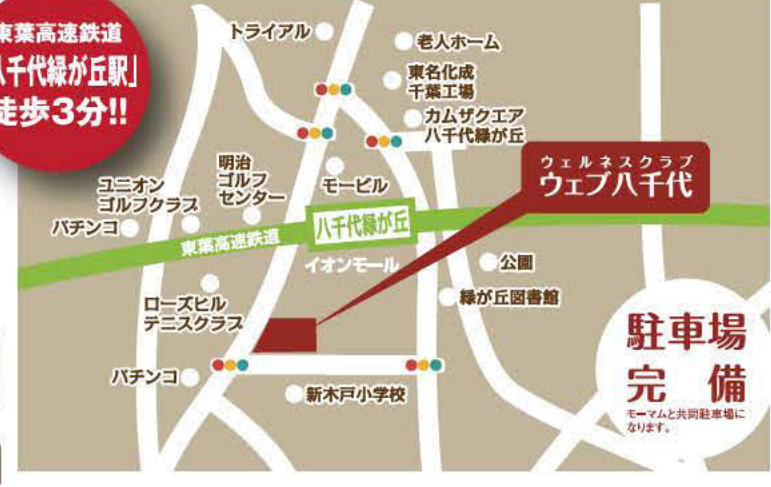 東葉高速鉄道
八千代緑が丘駅」
徒歩3分!!
トライアル
老人ホーム
東名化成
千葉工場
カムザクエア
八千代緑が丘
明治
ゴルフ
センター
モービル
ユニオン
ゴルフクラブ
パチンコ
東葉高速鉄道
八千代緑が丘
イオンモール
ウェルネスクラブ
ウェブ八千代
公園
緑が丘図書館
ローズヒル
テニスクラブ
パチンコ
新木戸小学校
駐車場
完備
モーマムと共同駐車場に
なります。